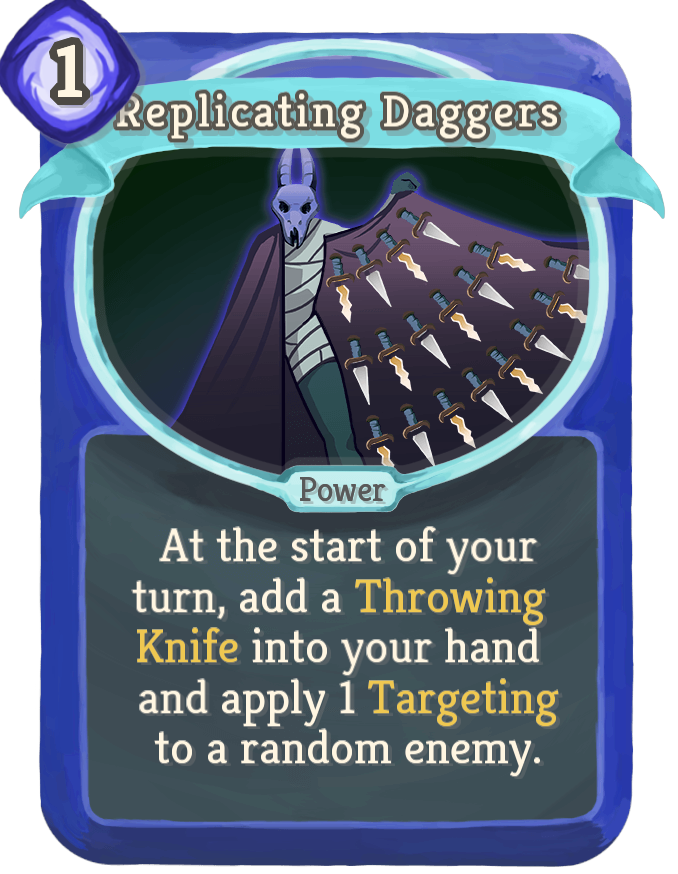 1
Replicating Daggers
Power
At the start of your
turn, add a Throwing
Knife into your hand
and apply 1 Targeting
to a random enemy.